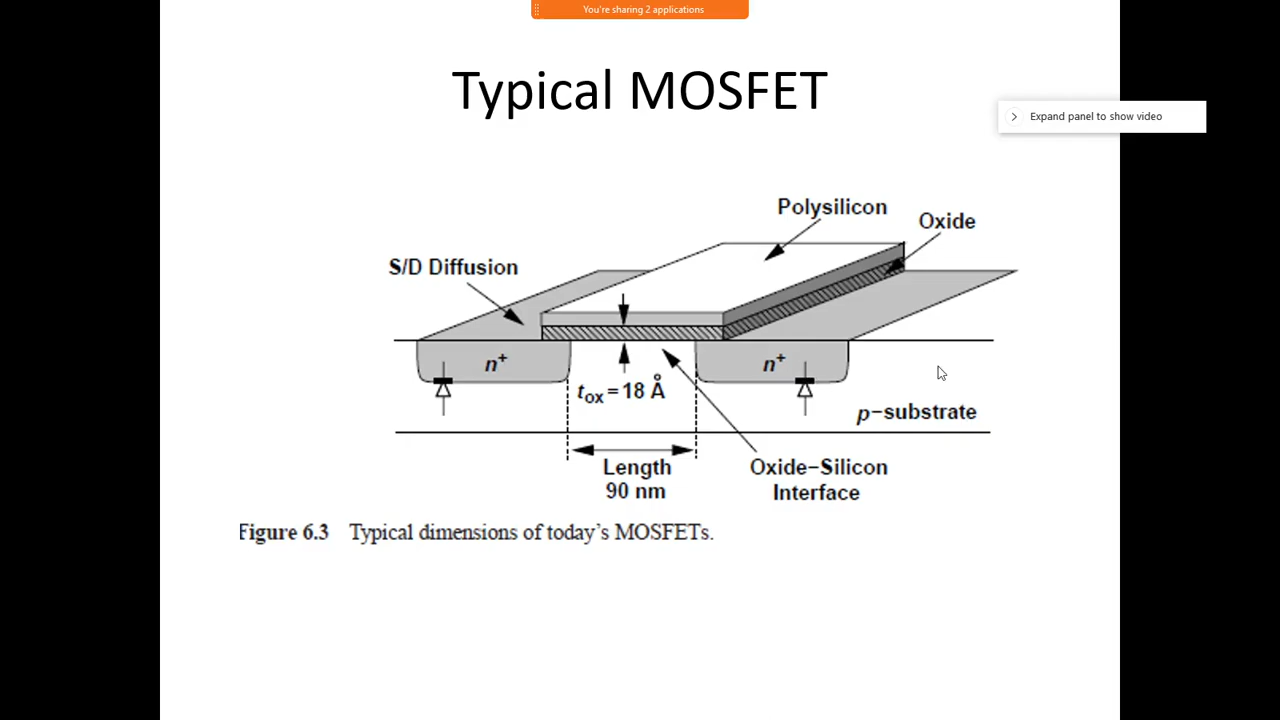 You're sharing 2 applications
Typical MOSFET
Expand panel to show video
Polysilicon
Oxide
S/D Diffusion
n+
n+
tox = 18 Å
p−substrate
Length
90 nm
Oxide−Silicon
Interface
Figure 6.3 Typical dimensions of today's MOSFETs.